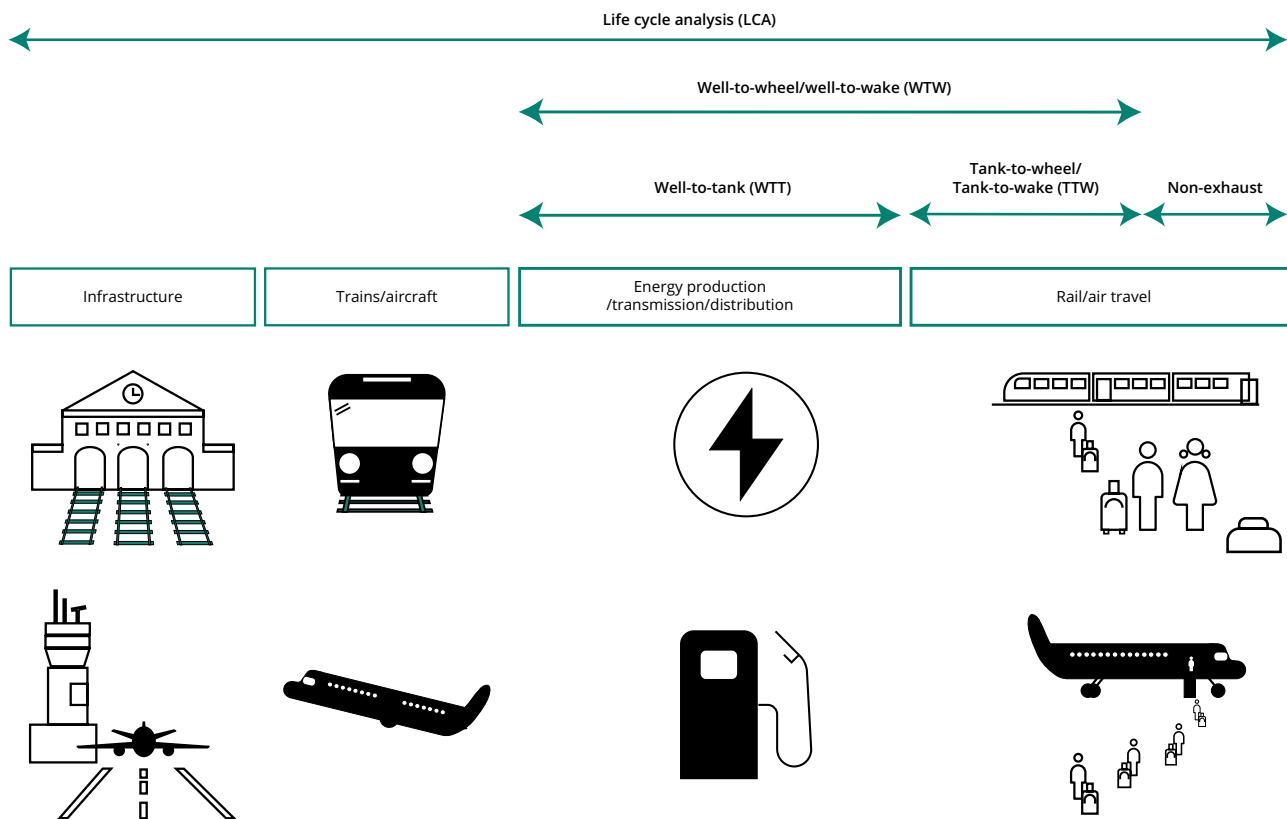 Life cycle analysis (LCA)
Well-to-wheel/well-to-wake (WTW)
Well-to-tank (WTT)
Tank-to-wheel/
Tank-to-wake (TTW)
Non-exhaust
Infrastructure
Trains/aircraft
Energy production
/transmission/distribution
Rail/air travel